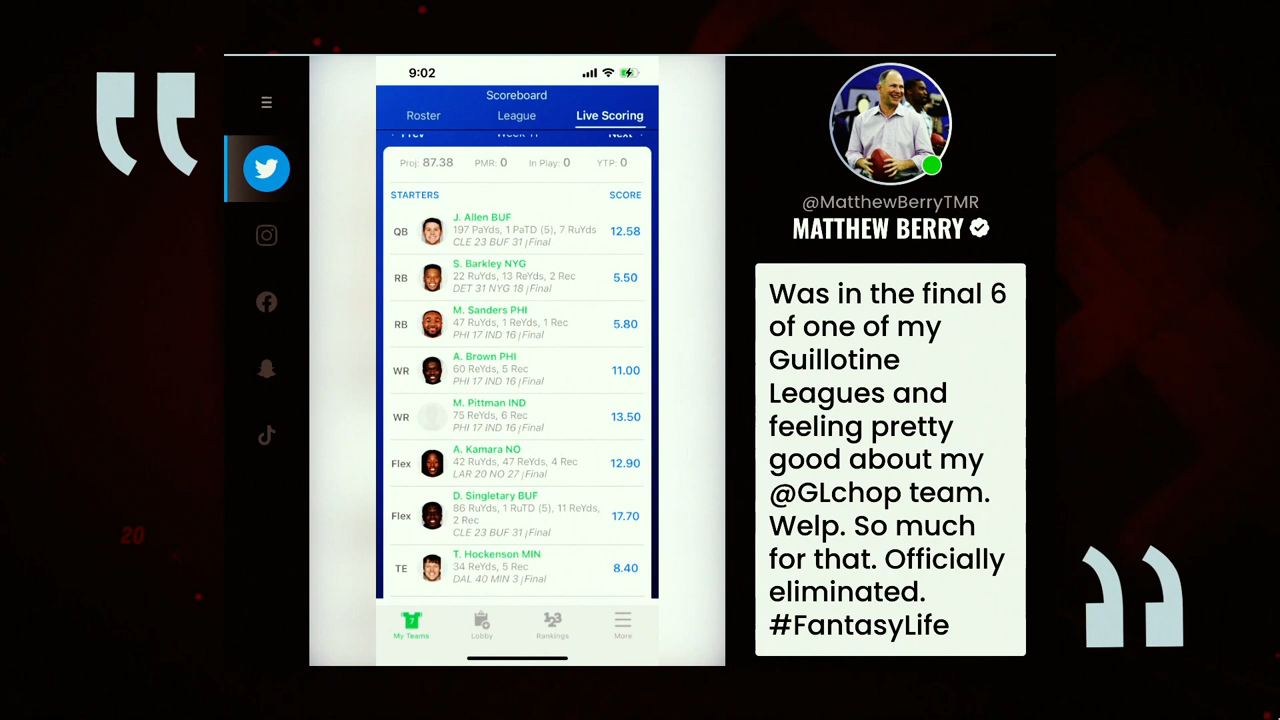 9:02
Scoreboard
Roster League Live Scoring
Prev Week 11 Next
Proj: 87.38 PMR: 0 In Play: 0 YTP: 0
STARTERS SCORE
J. Allen BUF
QB 197 PaYds, 1 PaTD (5), 7 RuYds 12.58
CLE 23 BUF 31 | Final
S. Barkley NYG
RB 22 RuYds, 13 ReYds, 2 Rec 5.50
DET 31 NYG 18 | Final
M. Sanders PHI
RB 47 RuYds, 1 ReYds, 1 Rec 5.80
PHI 17 IND 16 | Final
A. Brown PHI
WR 60 ReYds, 5 Rec 11.00
PHI 17 IND 16 | Final
M. Pittman IND
WR 75 ReYds, 6 Rec 13.50
PHI 17 IND 16 | Final
A. Kamara NO
Flex 42 RuYds, 47 ReYds, 4 Rec 12.90
LAR 20 NO 27 | Final
D. Singletary BUF
Flex 86 RuYds, 1 RuTD (5), 11 ReYds, 17.70
2 Rec
CLE 23 BUF 31 | Final
T. Hockenson MIN
TE 34 ReYds, 5 Rec 8.40
DAL 40 MIN 3 | Final
7
123
My Teams Lobby Rankings More
@MatthewBerryTMR
MATTHEW BERRY
Was in the final 6
of one of my
Guillotine
Leagues and
feeling pretty
good about my
@GLchop team.
Welp. So much
for that. Officially
eliminated.
#FantasyLife
20